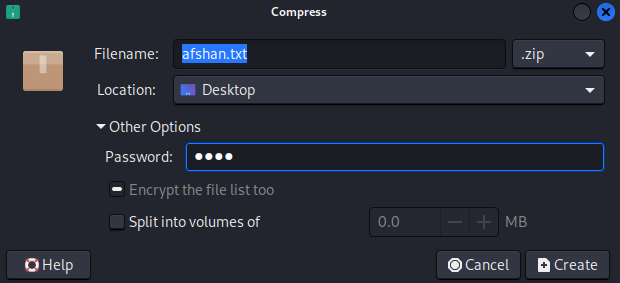 Compress
Filename: afshan.txt .zip
Location: Desktop
Other Options
Password: ●●●●
Encrypt the file list too
Split into volumes of 0.0 MB
Help Cancel Create